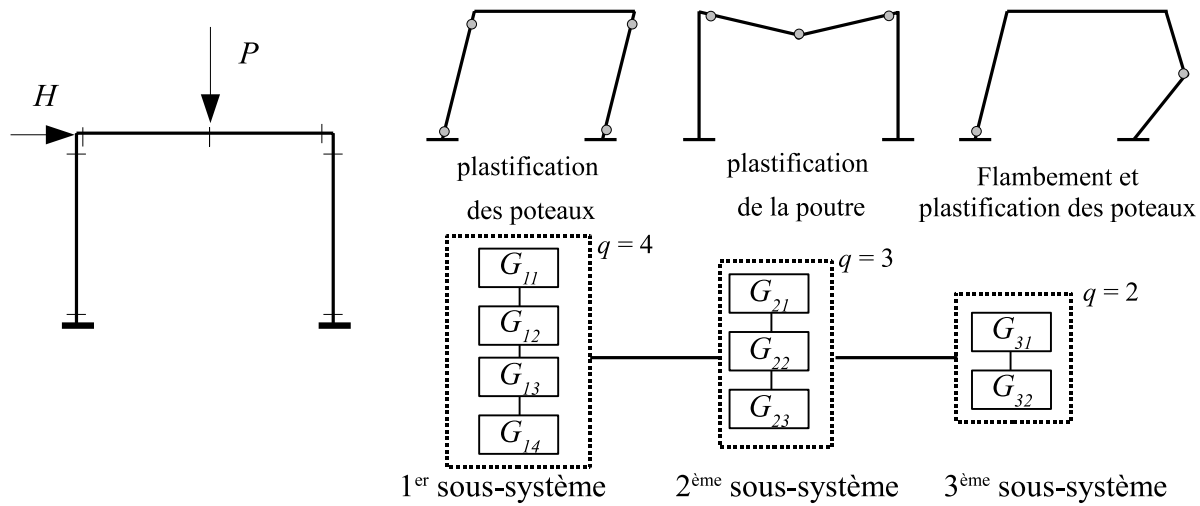 P
H
plastification
des poteaux
plastification
de la poutre
Flambement et
plastification des poteaux
q = 4
G11
G12
G13
G14
q = 3
G21
G22
G23
q = 2
G31
G32
1er sous-système
2ème sous-système
3ème sous-système